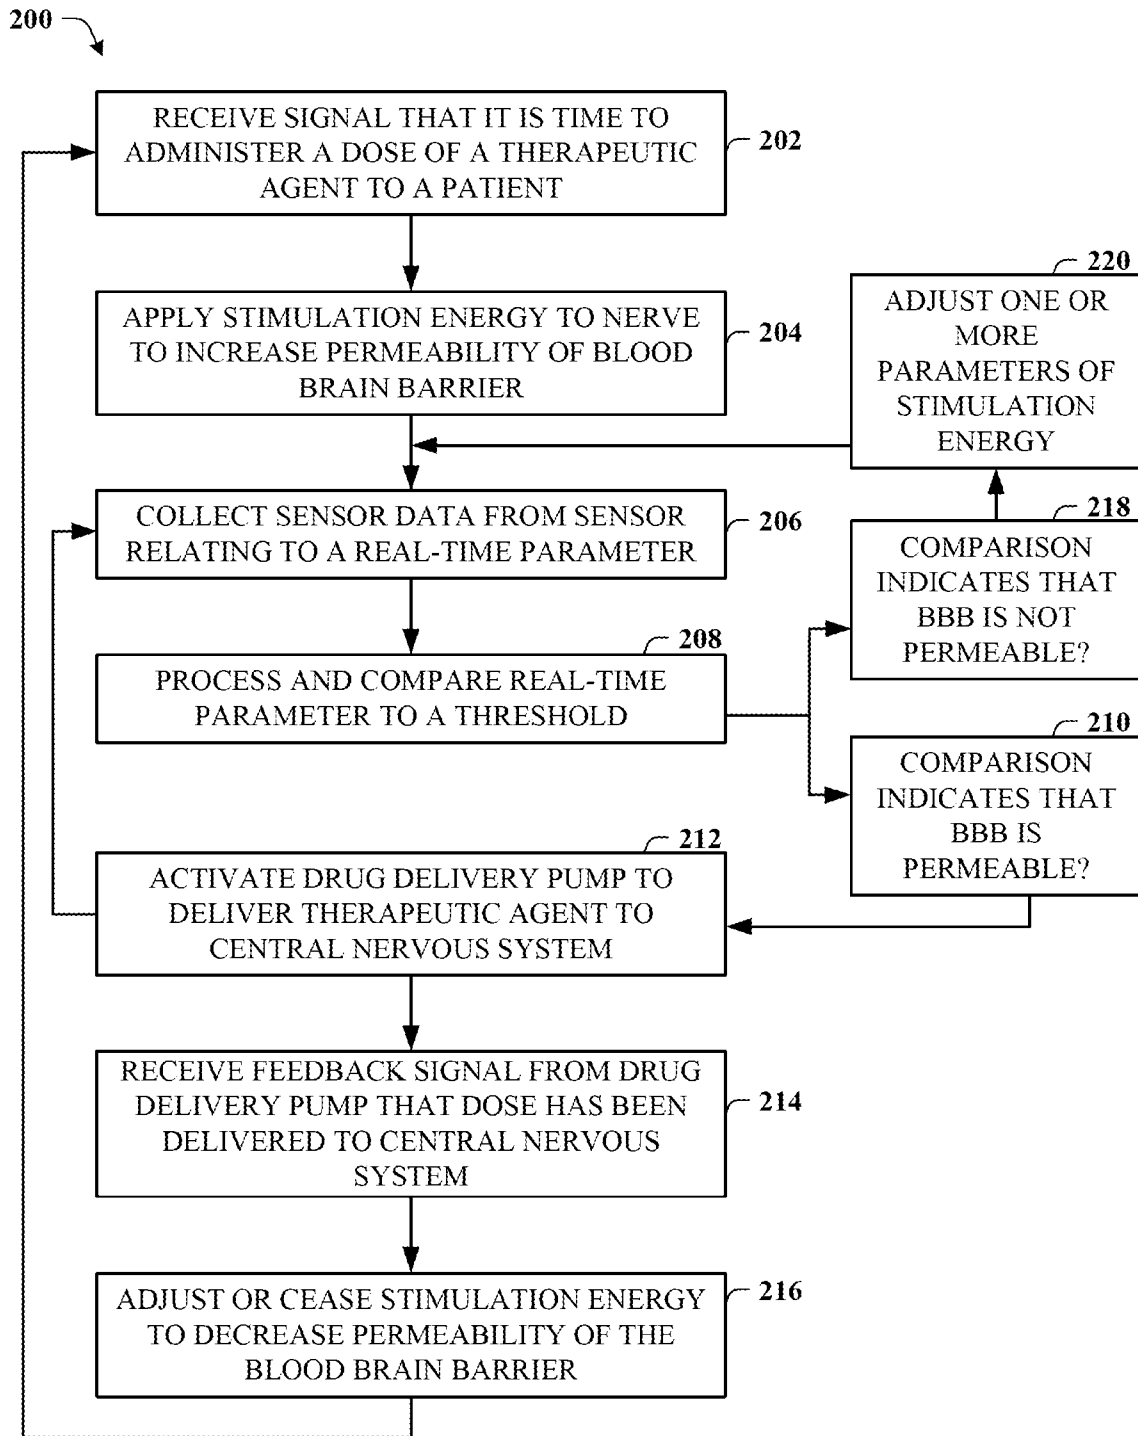 200
RECEIVE SIGNAL THAT IT IS TIME TO
ADMINISTER A DOSE OF A THERAPEUTIC
AGENT TO A PATIENT
202
APPLY STIMULATION ENERGY TO NERVE
TO INCREASE PERMEABILITY OF BLOOD
BRAIN BARRIER
204
220
ADJUST ONE OR
MORE
PARAMETERS OF
STIMULATION
ENERGY
COLLECT SENSOR DATA FROM SENSOR
RELATING TO A REAL-TIME PARAMETER
206
218
COMPARISON
INDICATES THAT
BBB IS NOT
PERMEABLE?
208
PROCESS AND COMPARE REAL-TIME
PARAMETER TO A THRESHOLD
210
COMPARISON
INDICATES THAT
BBB IS
PERMEABLE?
212
ACTIVATE DRUG DELIVERY PUMP TO
DELIVER THERAPEUTIC AGENT TO
CENTRAL NERVOUS SYSTEM
RECEIVE FEEDBACK SIGNAL FROM DRUG
DELIVERY PUMP THAT DOSE HAS BEEN
DELIVERED TO CENTRAL NERVOUS
SYSTEM
214
ADJUST OR CEASE STIMULATION ENERGY
TO DECREASE PERMEABILITY OF THE
BLOOD BRAIN BARRIER
216